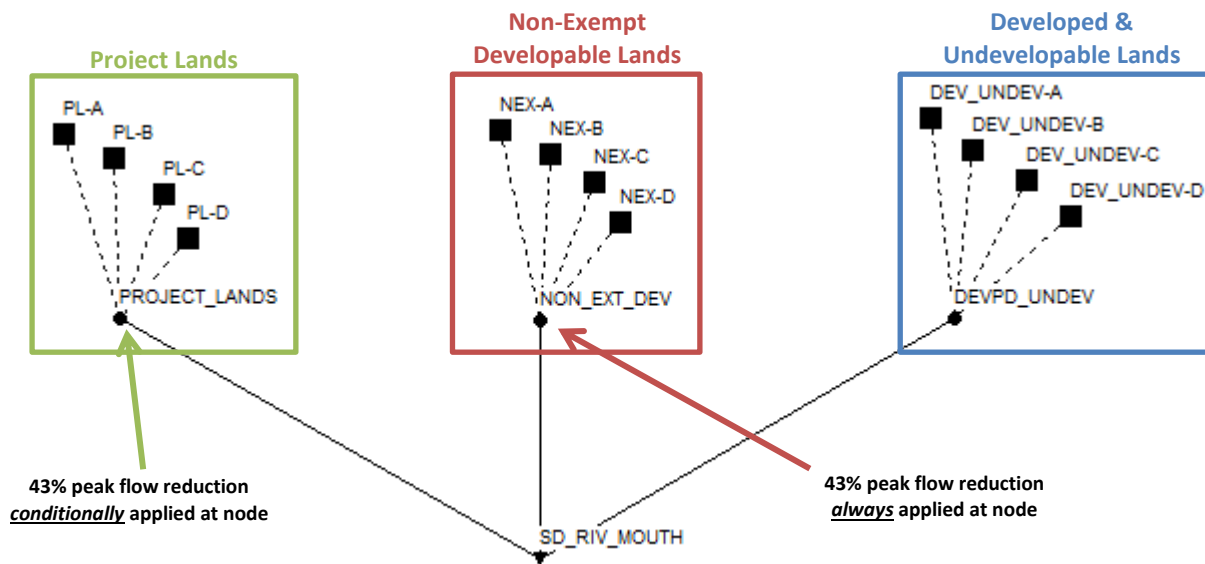 Project Lands
PL-A
PL-B
PL-C
PL-D
PROJECT_LANDS
43% peak flow reduction
conditionally applied at node
Non-Exempt
Developable Lands
NEX-A
NEX-B
NEX-C
NEX-D
NON_EXT_DEV
43% peak flow reduction
always applied at node
Developed &
Undevelopable Lands
DEV_UNDEV-A
DEV_UNDEV-B
DEV_UNDEV-C
DEV_UNDEV-D
DEVPD_UNDEV
SD_RIV_MOUTH